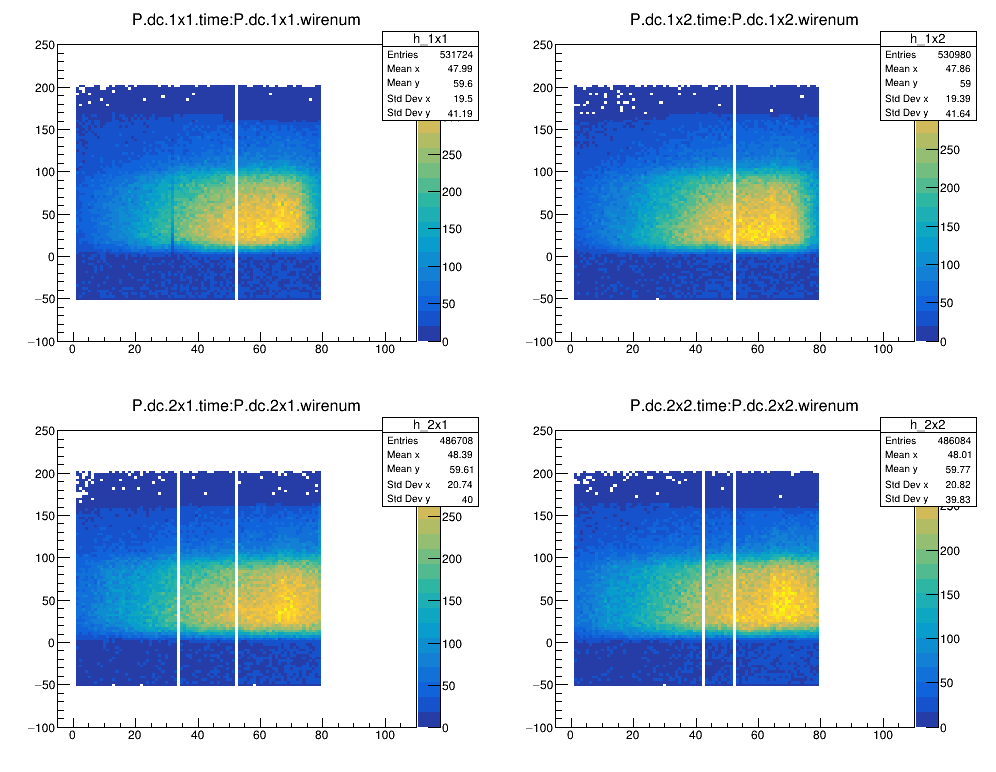 P.dc.1x1.time:P.dc.1x1.wirenum
h_1x1
Entries 531724
Mean x 47.99
Mean y 59.6
Std Dev x 19.5
Std Dev y 41.19
250
200
150
100
50
0
−50
−100
0 20 40 60 80 100
250
200
150
100
50
0
P.dc.1x2.time:P.dc.1x2.wirenum
h_1x2
Entries 530980
Mean x 47.86
Mean y 59
Std Dev x 19.39
Std Dev y 41.64
250
200
150
100
50
0
−50
−100
0 20 40 60 80 100
250
200
150
100
50
0
P.dc.2x1.time:P.dc.2x1.wirenum
h_2x1
Entries 486708
Mean x 48.39
Mean y 59.61
Std Dev x 20.74
Std Dev y 40
250
200
150
100
50
0
−50
−100
0 20 40 60 80 100
250
200
150
100
50
0
P.dc.2x2.time:P.dc.2x2.wirenum
h_2x2
Entries 486084
Mean x 48.01
Mean y 59.77
Std Dev x 20.82
Std Dev y 39.83
250
200
150
100
50
0
−50
−100
0 20 40 60 80 100
250
200
150
100
50
0